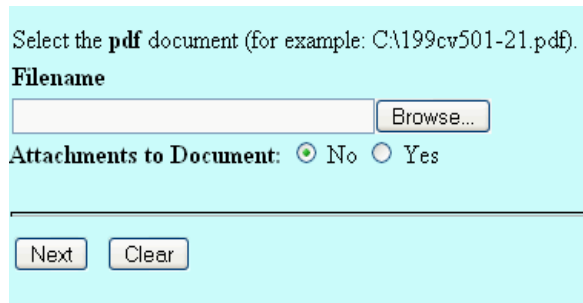 Select the pdf document (for example: C:\199cv501-21.pdf).
Filename
Browse...
Attachments to Document: No Yes
Next Clear